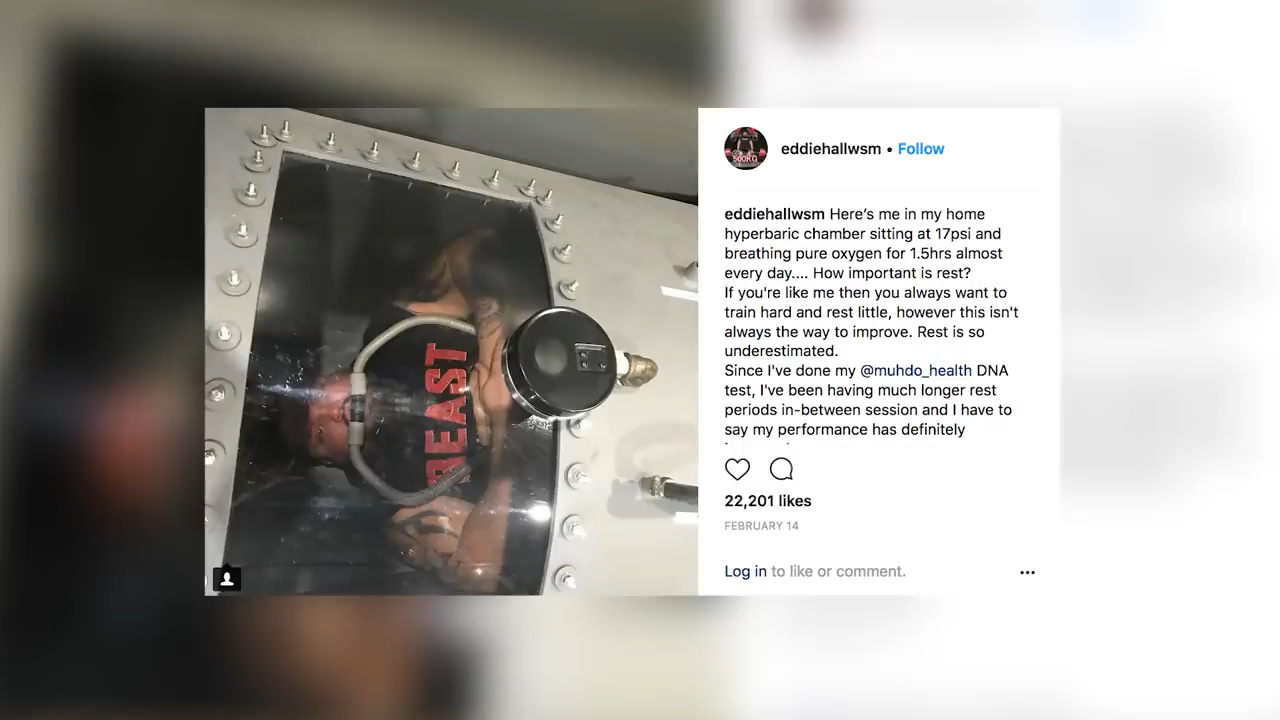 BEAST
500KG
eddiehallwsm • Follow
eddiehallwsm Here’s me in my home
hyperbaric chamber sitting at 17psi and
breathing pure oxygen for 1.5hrs almost
every day.... How important is rest?
If you're like me then you always want to
train hard and rest little, however this isn't
always the way to improve. Rest is so
underestimated.
Since I've done my @muhdo_health DNA
test, I've been having much longer rest
periods in-between session and I have to
say my performance has definitely
22,201 likes
FEBRUARY 14
Log in to like or comment.